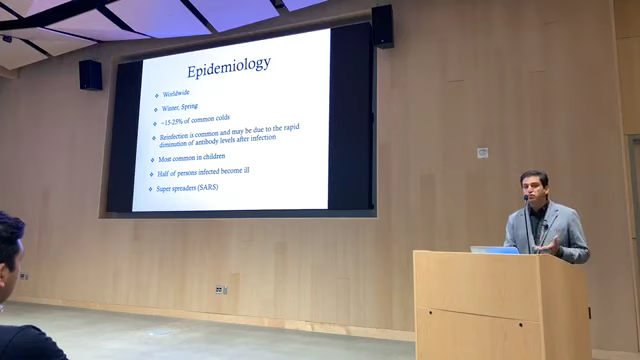 Epidemiology
Worldwide
Winter, Spring
~15-25% of common colds
Reinfection is common and may be due to the rapid
diminution of antibody levels after infection
Most common in children
Half of persons infected become ill
Super spreaders (SARS)